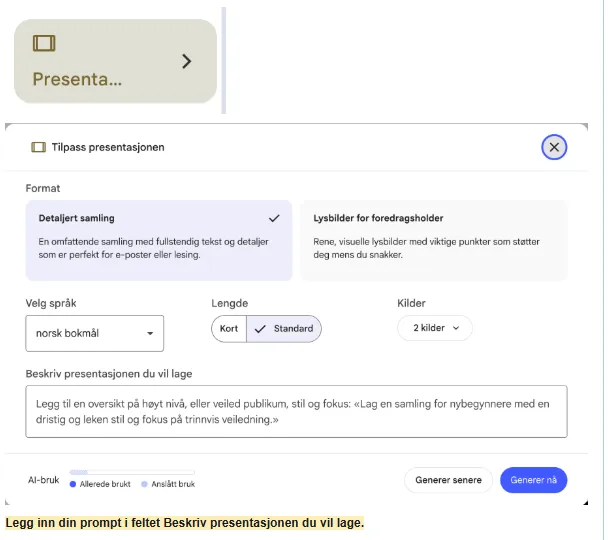 Presenta...
Tilpass presentasjonen
Format
Detaljert samling
En omfattende samling med fullstendig tekst og detaljer
som er perfekt for e-poster eller lesing.
Lysbilder for foredragsholder
Rene, visuelle lysbilder med viktige punkter som støtter
deg mens du snakker.
Velg språk
norsk bokmål
Lengde
Kort Standard
Kilder
2 kilder
Beskriv presentasjonen du vil lage
Legg til en oversikt på høyt nivå, eller veiled publikum, stil og fokus: «Lag en samling for nybegynnere med en
dristig og leken stil og fokus på trinnvis veiledning.»
AI-bruk
Allerede brukt Anslått bruk
Generer senere
Generer nå
Legg inn din prompt i feltet Beskriv presentasjonen du vil lage.